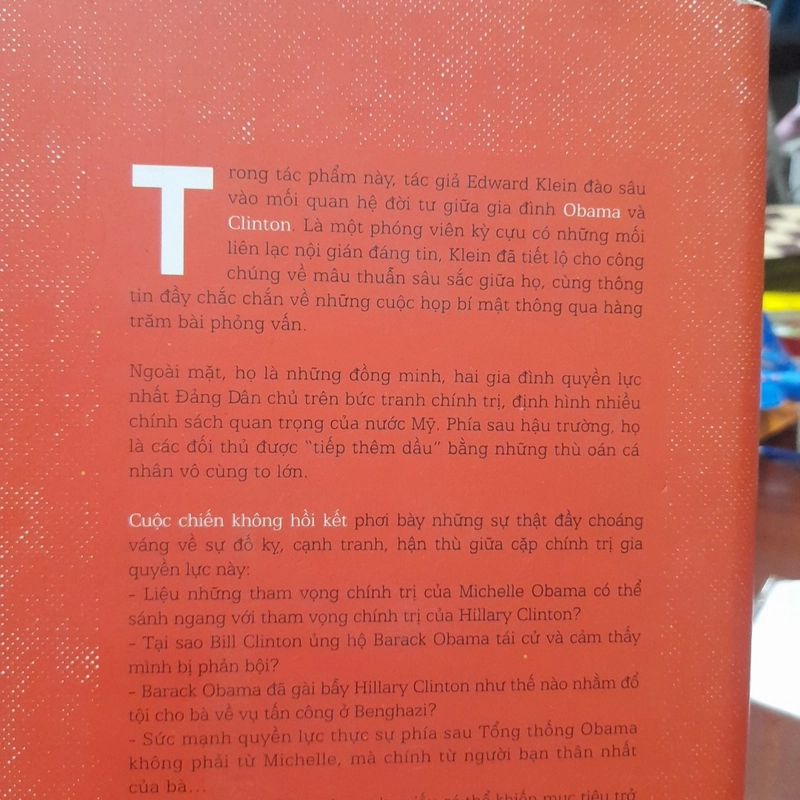 Trong tác phẩm này, tác giả Edward Klein đào sâu
vào mối quan hệ đời tư giữa gia đình Obama và
Clinton. Là một phóng viên kỳ cựu có những mối
liên lạc nội gián đáng tin, Klein đã tiết lộ cho công
chúng về mâu thuẫn sâu sắc giữa họ, cùng thông
tin đầy chắc chắn về những cuộc họp bí mật thông qua hàng
trăm bài phỏng vấn.
Ngoài mặt, họ là những đồng minh, hai gia đình quyền lực
nhất Đảng Dân chủ trên bức tranh chính trị, định hình nhiều
chính sách quan trọng của nước Mỹ. Phía sau hậu trường, họ
là các đối thủ được “tiếp thêm dầu” bằng những thù oán cá
nhân vô cùng to lớn.
Cuộc chiến không hồi kết phơi bày những sự thật đầy choáng
váng về sự đố kỵ, cạnh tranh, hận thù giữa cặp chính trị gia
quyền lực này:
- Liệu những tham vọng chính trị của Michelle Obama có thể
sánh ngang với tham vọng chính trị của Hillary Clinton?
- Tại sao Bill Clinton ủng hộ Barack Obama tái cử và cảm thấy
mình bị phản bội?
- Barack Obama đã gài bẫy Hillary Clinton như thế nào nhằm đổ
tội cho bà về vụ tấn công ở Benghazi?
- Sức mạnh quyền lực thực sự phía sau Tổng thống Obama
không phải từ Michelle, mà chính từ người bạn thân nhất
của bà...
có thể khiến mục tiêu trở